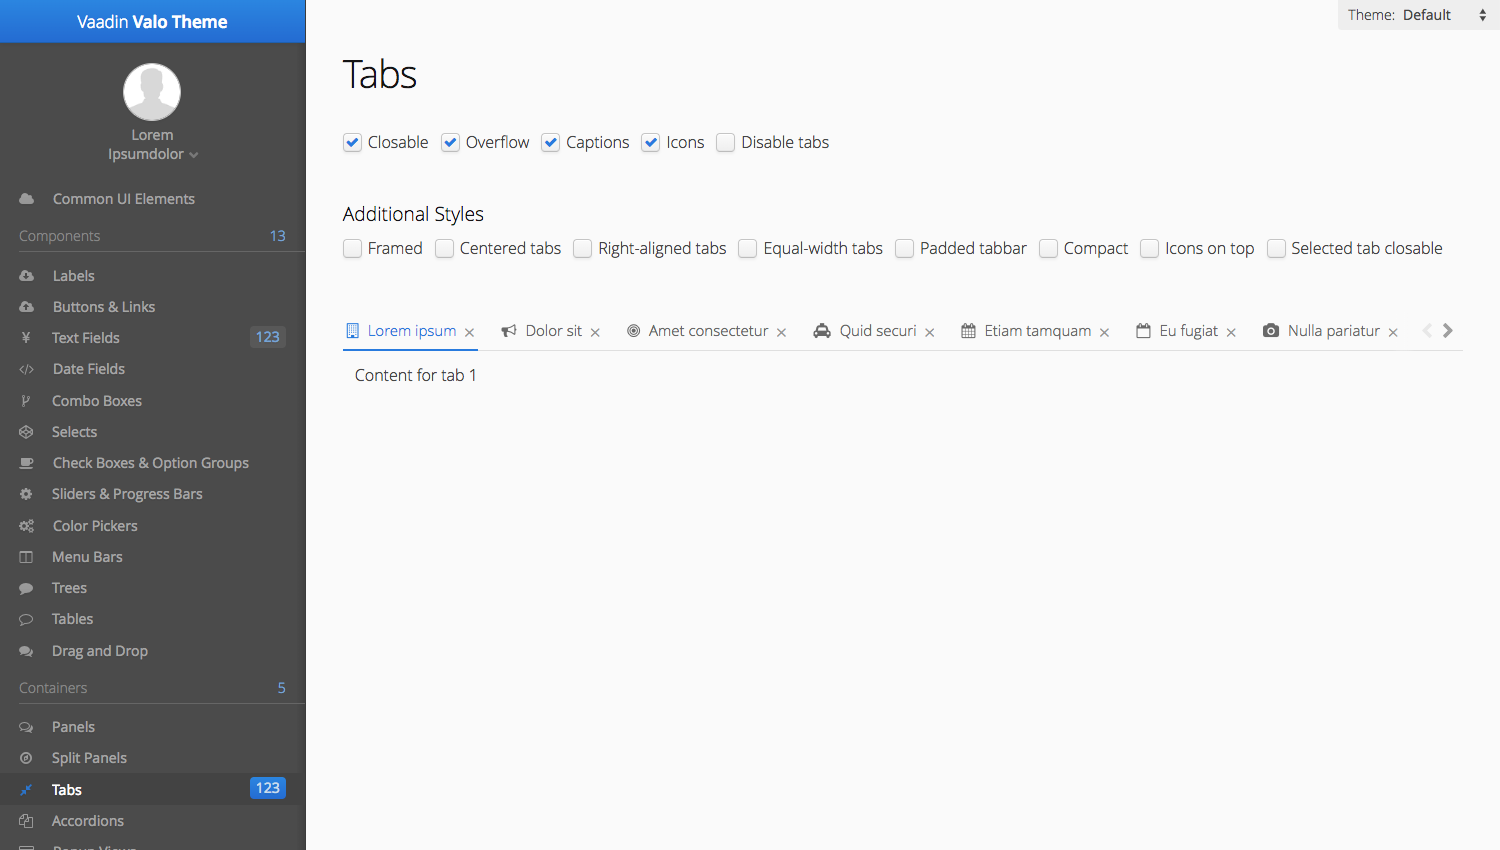 Vaadin Valo Theme
Lorem
Ipsumdolor
Common UI Elements
Components 13
Labels
Buttons & Links
Text Fields 123
Date Fields
Combo Boxes
Selects
Check Boxes & Option Groups
Sliders & Progress Bars
Color Pickers
Menu Bars
Trees
Tables
Drag and Drop
Containers 5
Panels
Split Panels
Tabs 123
Accordions
Popup Views
Theme: Default
Tabs
Closable Overflow Captions Icons Disable tabs
Additional Styles
Framed Centered tabs Right-aligned tabs Equal-width tabs Padded tabbar Compact Icons on top Selected tab closable
Lorem ipsum Dolor sit Amet consectetur Quid securi Etiam tamquam Eu fugiat Nulla pariatur
Content for tab 1